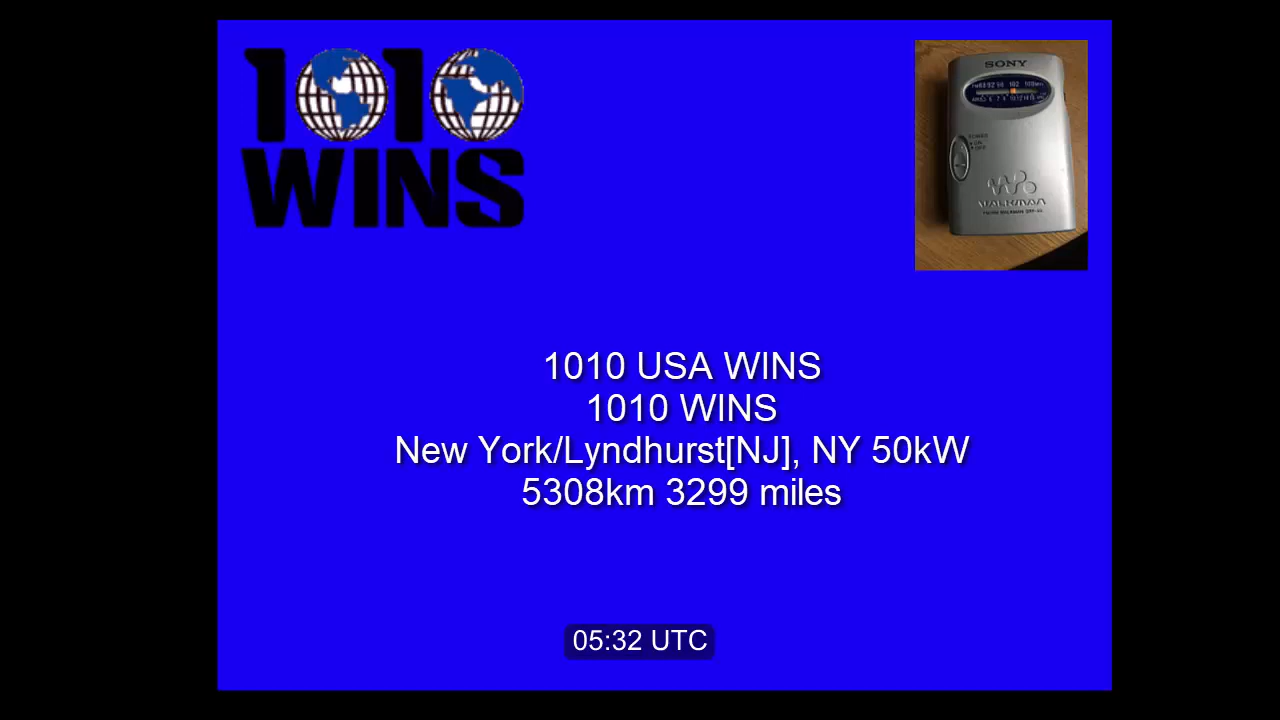 1010
WINS
SONY
WALKMAN
1010 USA WINS
1010 WINS
New York/Lyndhurst[NJ], NY 50kW
5308km 3299 miles
05:32 UTC